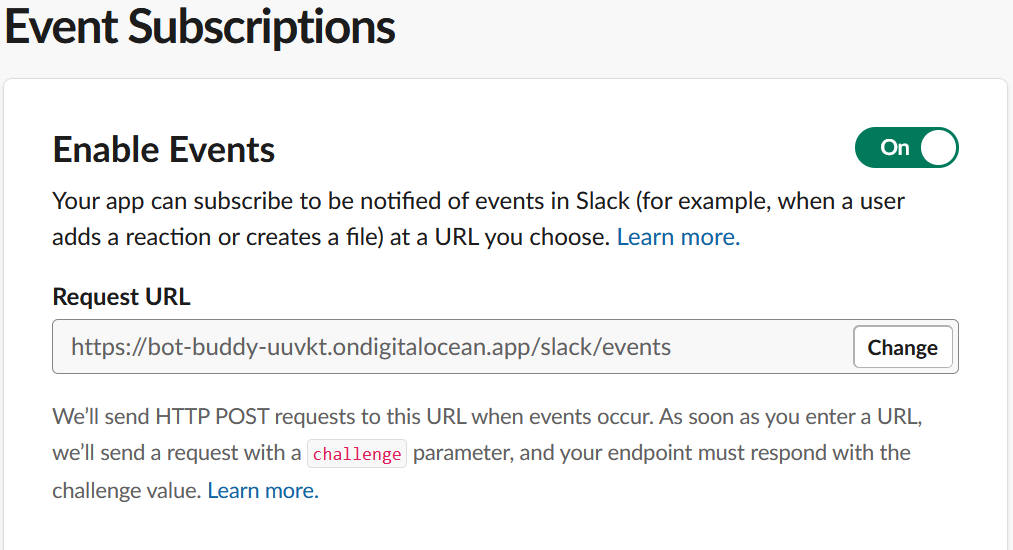 Event Subscriptions
Enable Events
On
Your app can subscribe to be notified of events in Slack (for example, when a user
adds a reaction or creates a file) at a URL you choose. Learn more.
Request URL
https://bot-buddy-uuvkt.ondigitalocean.app/slack/events
Change
We’ll send HTTP POST requests to this URL when events occur. As soon as you enter a URL,
we’ll send a request with a challenge parameter, and your endpoint must respond with the
challenge value. Learn more.